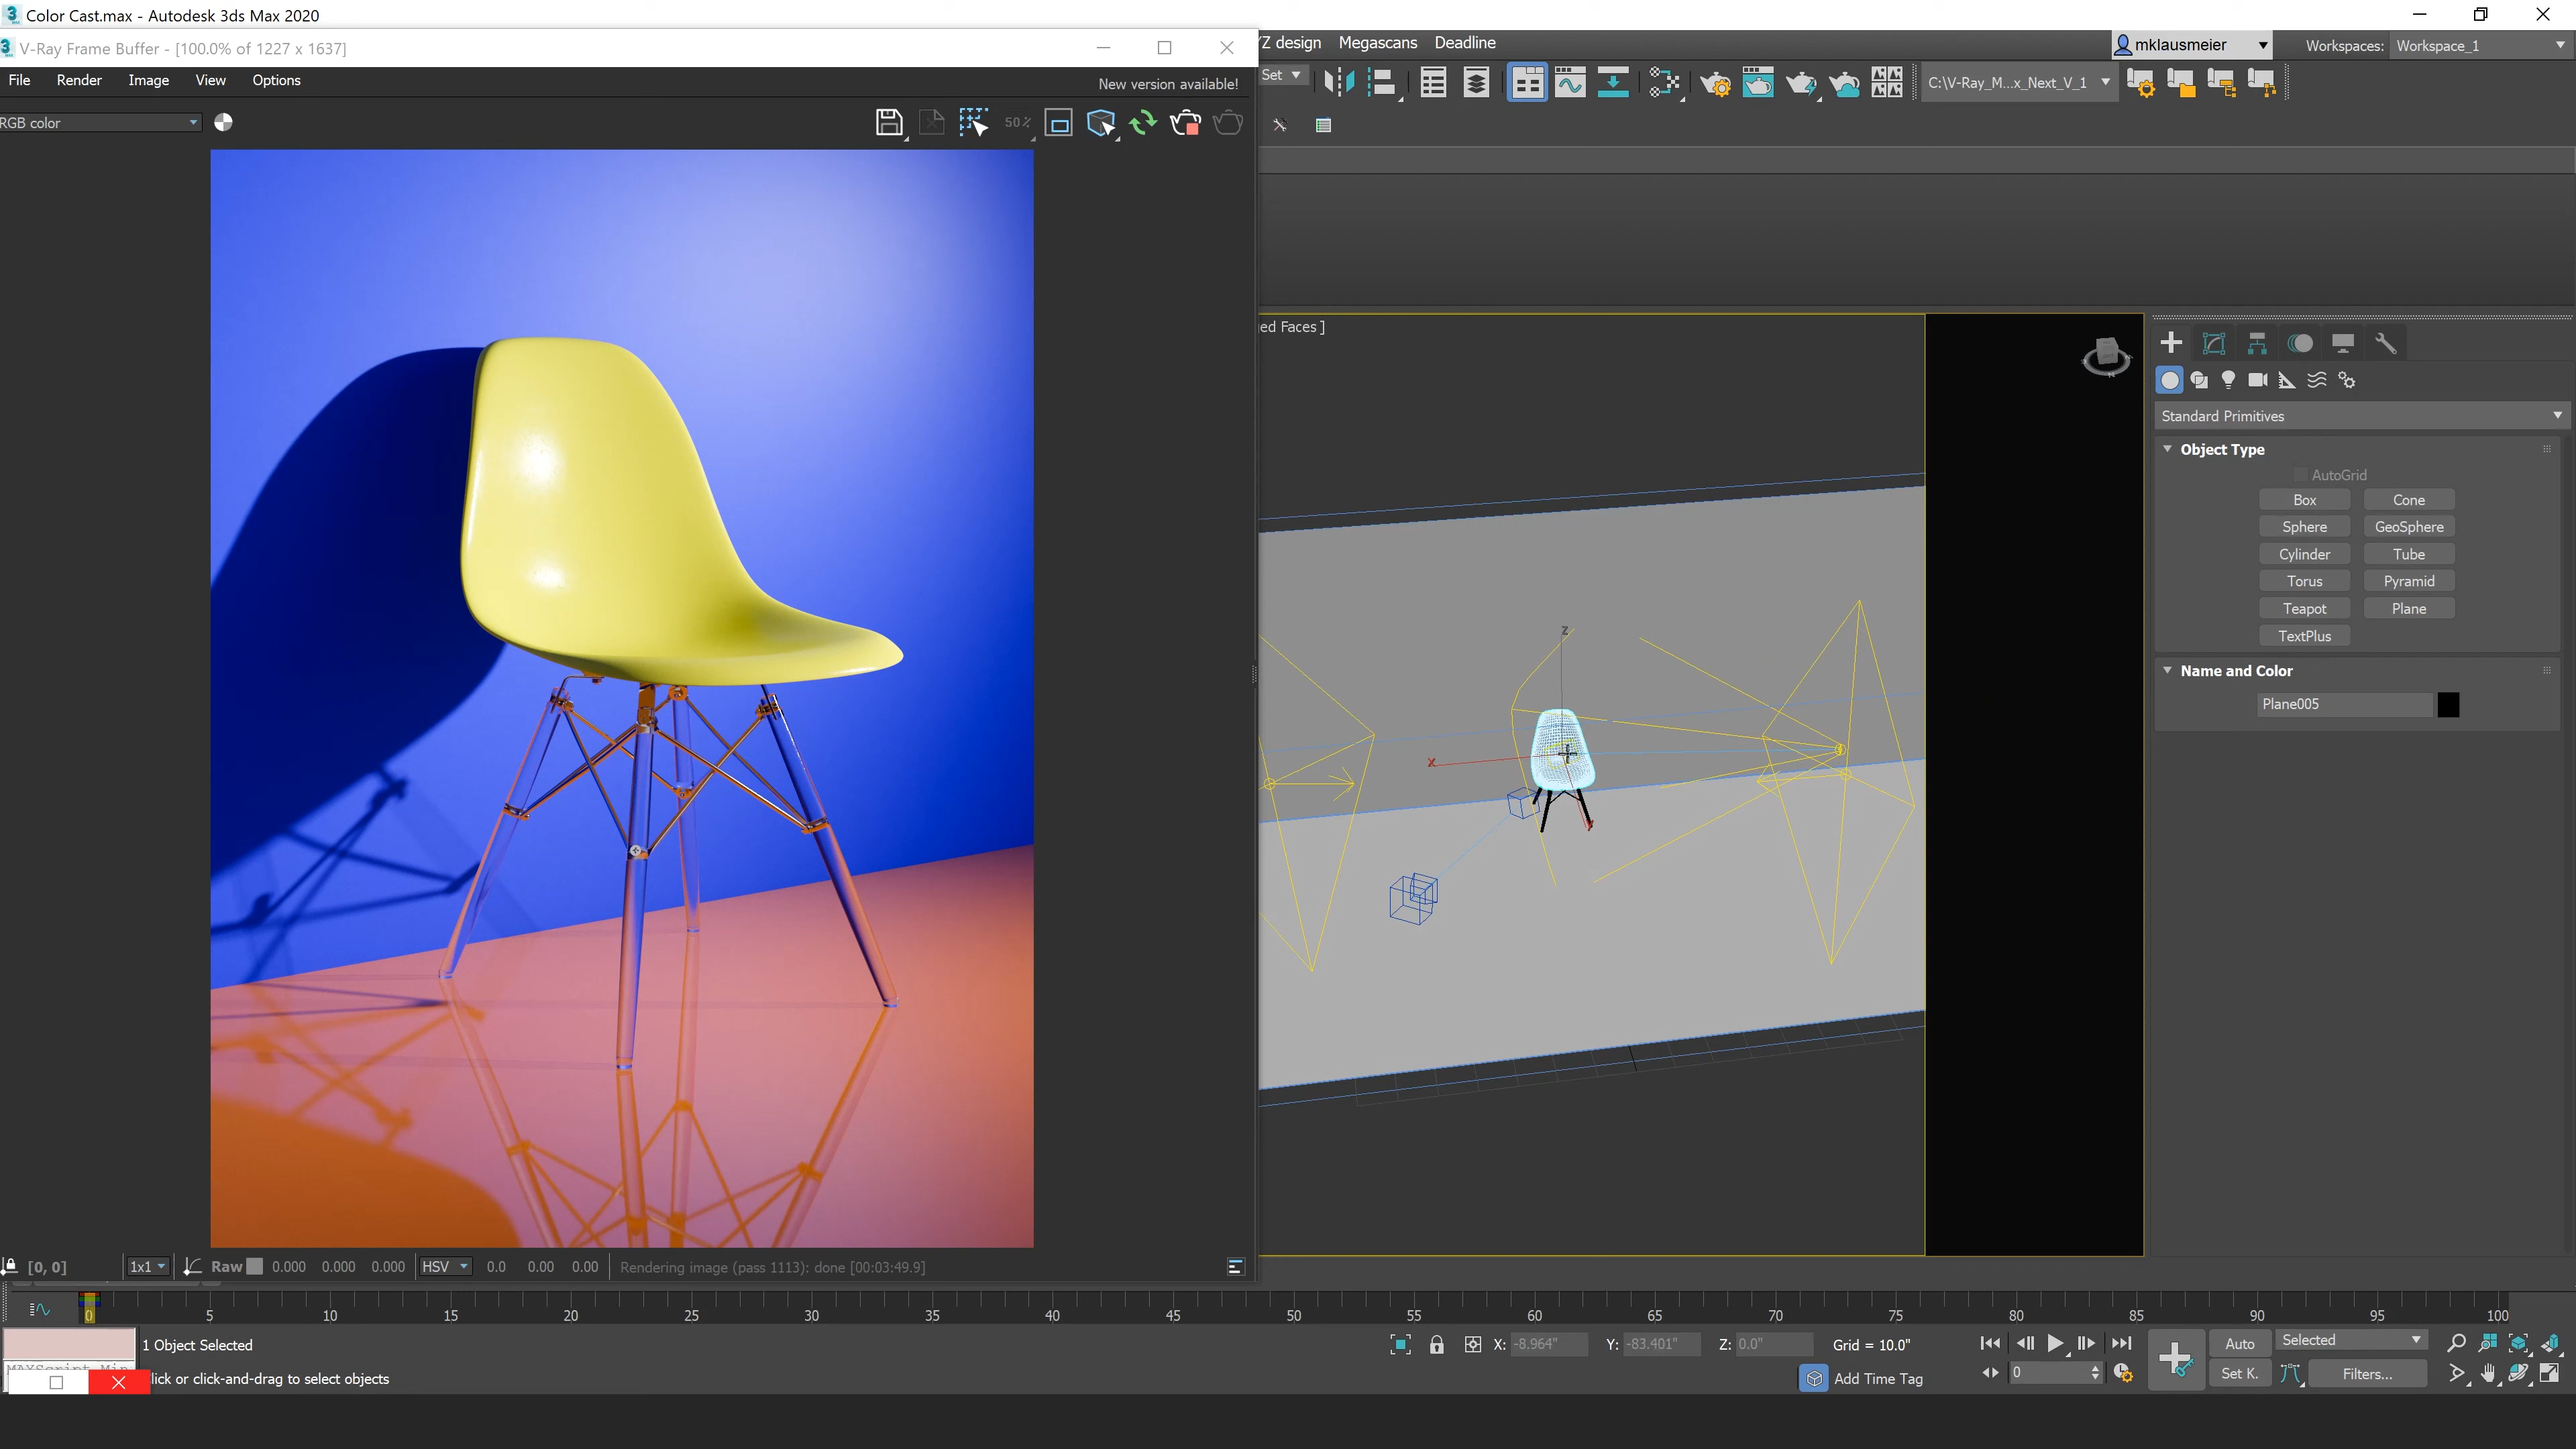 Color Cast.max - Autodesk 3ds Max 2020
V-Ray Frame Buffer - [100.0% of 1227 x 1637]
File Render Image View Options
New version available!
RGB color
50%
Z design Megascans Deadline
mklausmeier
Workspaces: Workspace_1
Set
C:\V-Ray_M...x_Next_V_1
ed Faces ]
Z
X
Standard Primitives
Object Type
AutoGrid
Box Cone
Sphere GeoSphere
Cylinder Tube
Torus Pyramid
Teapot Plane
TextPlus
Name and Color
Plane005
[0, 0] 1x1 Raw 0.000 0.000 0.000 HSV 0.0 0.00 0.00 Rendering image (pass 1113): done [00:03:49.9]
0 5 10 15 20 25 30 35 40 45 50 55 60 65 70 75 80 85 90 95 100
1 Object Selected
X: -8.964" Y: -83.401" Z: 0.0" Grid = 10.0"
Auto Selected
MAXScript Min
lick or click-and-drag to select objects
Add Time Tag
0
Set K. Filters...